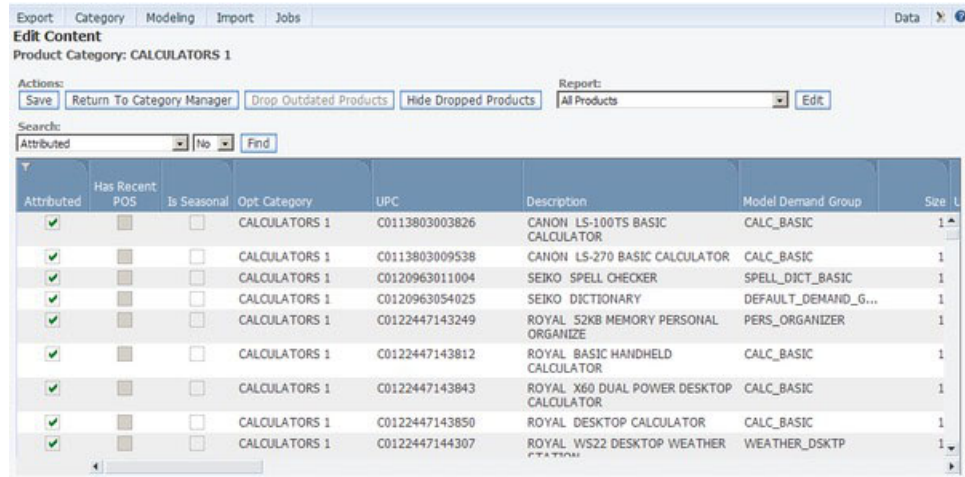 Export Category Modeling Import Jobs Data
Edit Content
Product Category: CALCULATORS 1
Actions: Report:
Save Return To Category Manager Drop Outdated Products Hide Dropped Products All Products Edit
Search:
Attributed No Find
Has Recent
Attributed POS Is Seasonal Opt Category UPC Description Model Demand Group Size
CALCULATORS 1 C0113803003826 CANON LS-100TS BASIC CALC_BASIC 1
CALCULATOR
CALCULATORS 1 C0113803009538 CANON LS-270 BASIC CALCULATOR CALC_BASIC 1
CALCULATORS 1 C0120963011004 SEIKO SPELL CHECKER SPELL_DICT_BASIC 1
CALCULATORS 1 C0120963054025 SEIKO DICTIONARY DEFAULT_DEMAND_G... 1
CALCULATORS 1 C0122447143249 ROYAL 52KB MEMORY PERSONAL PERS_ORGANIZER 1
ORGANIZE
CALCULATORS 1 C0122447143812 ROYAL BASIC HANDHELD CALC_BASIC 1
CALCULATOR
CALCULATORS 1 C0122447143843 ROYAL X60 DUAL POWER DESKTOP CALC_BASIC 1
CALCULATOR
CALCULATORS 1 C0122447143850 ROYAL DESKTOP CALCULATOR CALC_BASIC 1
CALCULATORS 1 C0122447144307 ROYAL WS22 DESKTOP WEATHER WEATHER_DSKTP 1